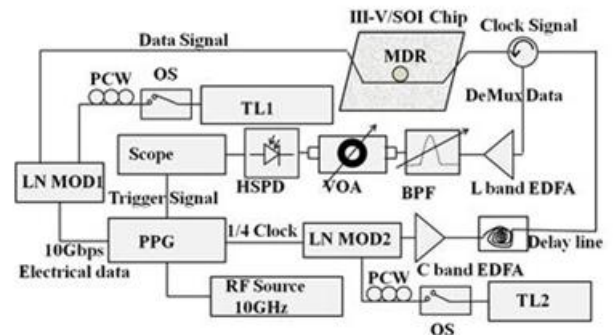 III-V/SOI Chip
Clock Signal
Data Signal
MDR
PCW
OS
DeMux Data
TL1
Scope
LN MOD1
HSPD
VOA
BPF
L band EDFA
Trigger Signal
PPG
1/4 Clock
LN MOD2
10Gbps
Electrical data
Delay line
C band EDFA
PCW
RF Source
10GHz
TL2
OS